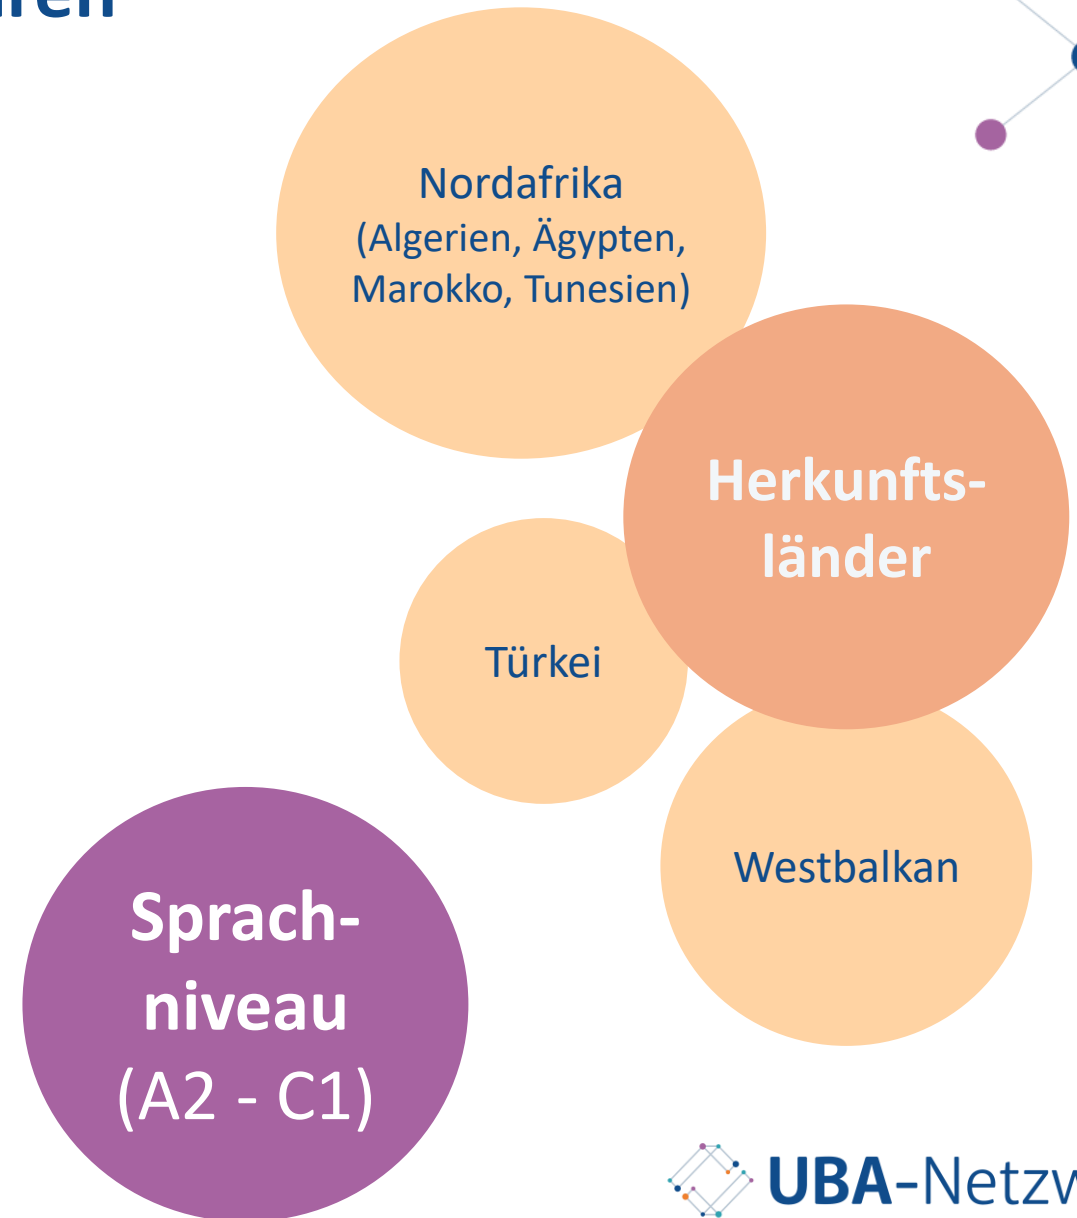 Nordafrika
(Algerien, Ägypten,
Marokko, Tunesien)
Herkunfts-
länder
Türkei
Westbalkan
Sprach-
niveau
(A2 - C1)
UBA-Netzw